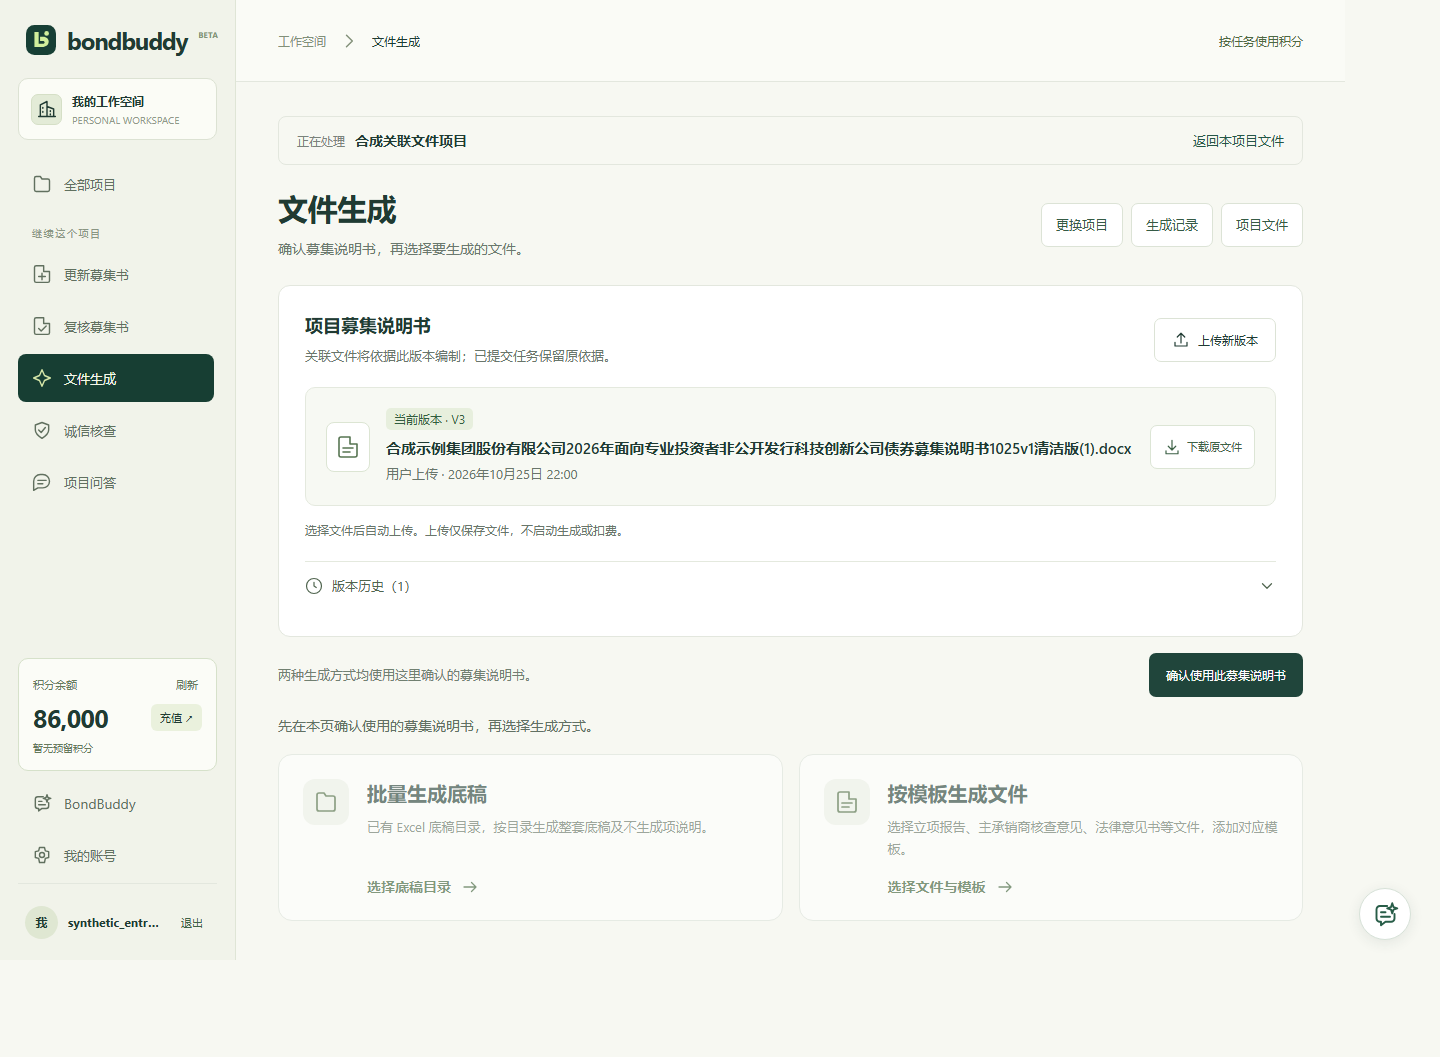 bondbuddy BETA
我的工作空间
PERSONAL WORKSPACE
全部项目
继续这个项目
更新募集书
复核募集书
文件生成
诚信核查
项目问答
积分余额 刷新
86,000 充值 ↗
暂无预留积分
BondBuddy
我的账号
我 synthetic_entr... 退出
工作空间 文件生成 按任务使用积分
正在处理 合成关联文件项目 返回本项目文件
文件生成
确认募集说明书，再选择要生成的文件。
更换项目 生成记录 项目文件
项目募集说明书
关联文件将依据此版本编制；已提交任务保留原依据。
上传新版本
当前版本 · V3
合成示例集团股份有限公司2026年面向专业投资者非公开发行科技创新公司债券募集说明书1025v1清洁版(1).docx
用户上传 · 2026年10月25日 22:00
下载原文件
选择文件后自动上传。上传仅保存文件，不启动生成或扣费。
版本历史（1）
两种生成方式均使用这里确认的募集说明书。
确认使用此募集说明书
先在本页确认使用的募集说明书，再选择生成方式。
批量生成底稿
已有 Excel 底稿目录，按目录生成整套底稿及不生成项说明。
选择底稿目录 →
按模板生成文件
选择立项报告、主承销商核查意见、法律意见书等文件，添加对应模
板。
选择文件与模板 →